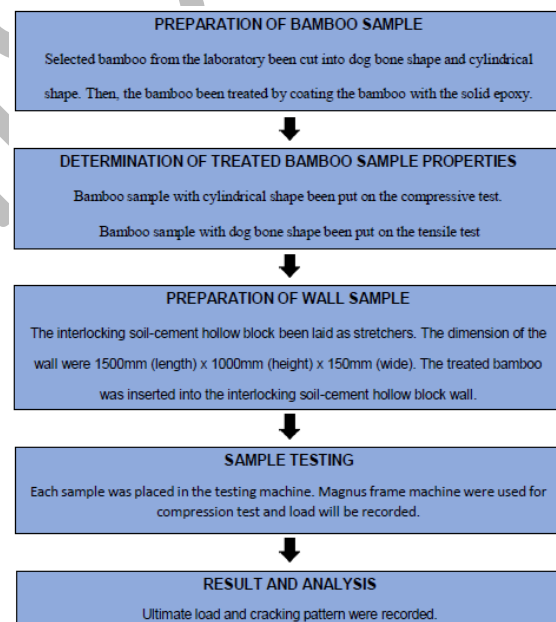 PREPARATION OF BAMBOO SAMPLE
Selected bamboo from the laboratory been cut into dog bone shape and cylindrical
shape. Then, the bamboo been treated by coating the bamboo with the solid epoxy.
DETERMINATION OF TREATED BAMBOO SAMPLE PROPERTIES
Bamboo sample with cylindrical shape been put on the compressive test.
Bamboo sample with dog bone shape been put on the tensile test
PREPARATION OF WALL SAMPLE
The interlocking soil-cement hollow block been laid as stretchers. The dimension of the
wall were 1500mm (length) x 1000mm (height) x 150mm (wide). The treated bamboo
was inserted into the interlocking soil-cement hollow block wall.
SAMPLE TESTING
Each sample was placed in the testing machine. Magnus frame machine were used for
compression test and load will be recorded.
RESULT AND ANALYSIS
Ultimate load and cracking pattern were recorded.